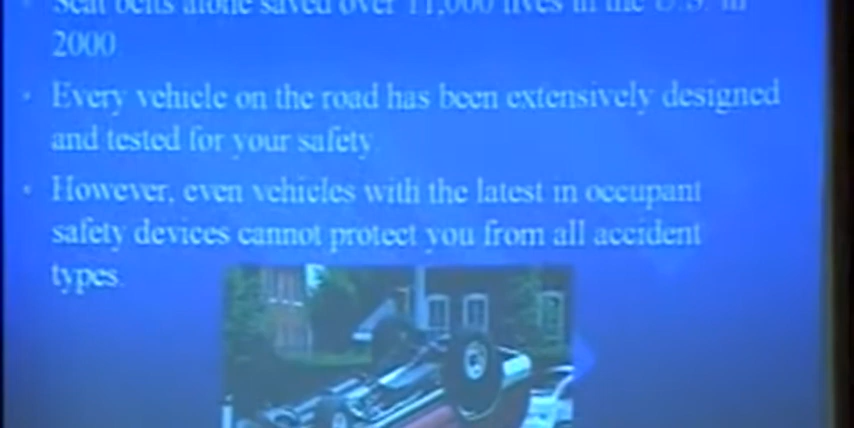 Seat belts alone saved over 11,000 lives in the U.S. in
2000
Every vehicle on the road has been extensively designed
and tested for your safety
However, even vehicles with the latest in occupant
safety devices cannot protect you from all accident
types.